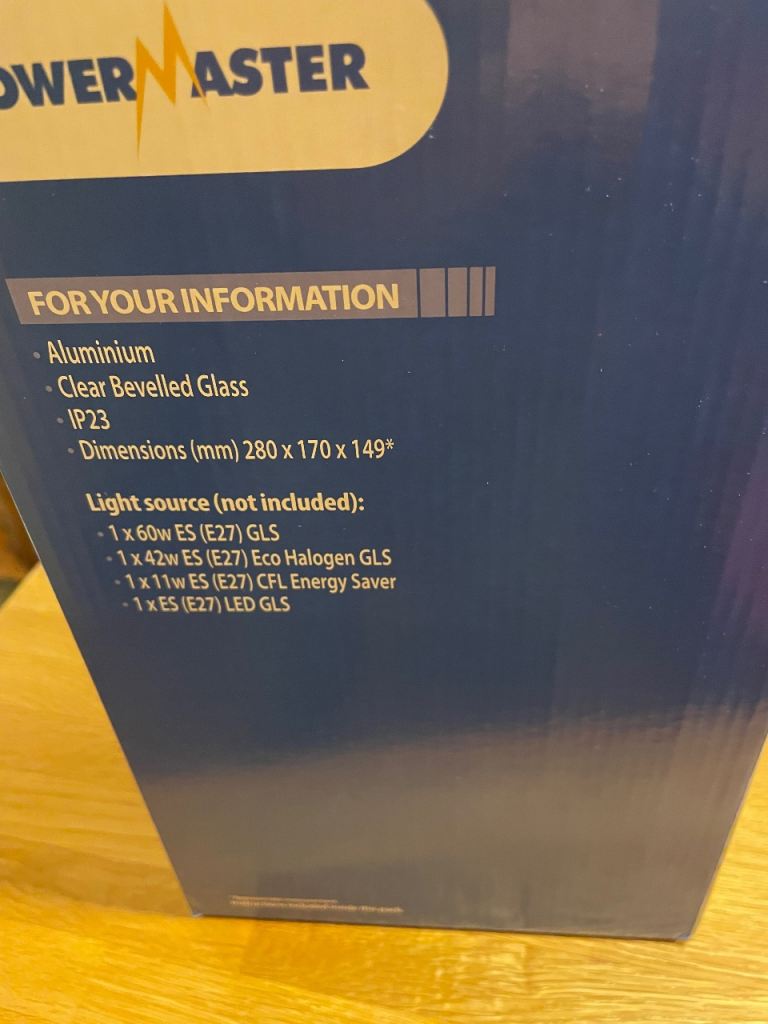 OWERMASTER
FOR YOUR INFORMATION
• Aluminium
• Clear Bevelled Glass
• IP23
• Dimensions (mm) 280 x 170 x 149*
Light source (not included):
• 1 x 60w ES (E27) GLS
• 1 x 42w ES (E27) Eco Halogen GLS
• 1 x 11w ES (E27) CFL Energy Saver
• 1 x ES (E27) LED GLS